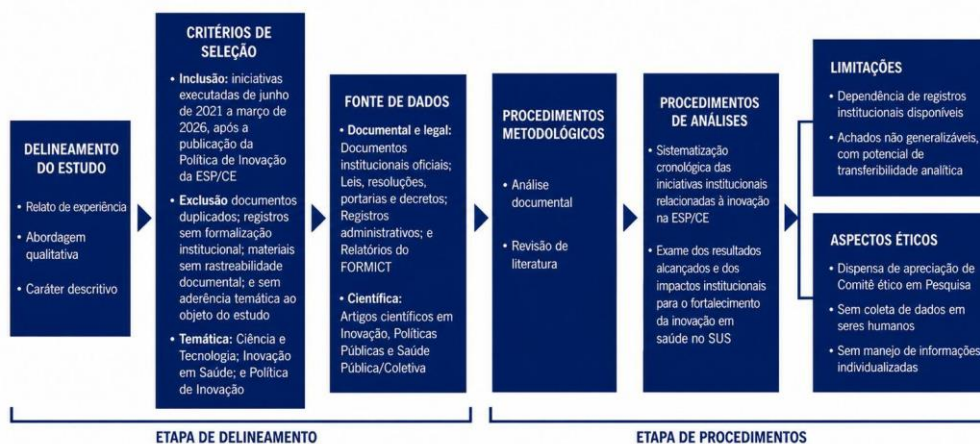 DELINEAMENTO
DO ESTUDO
• Relato de experiência
• Abordagem
qualitativa
• Caráter descritivo
CRITÉRIOS DE
SELEÇÃO
• Inclusão: iniciativas
executadas de junho
de 2021 a março de
2026, após a
publicação da
Política de Inovação
da ESP/CE
• Exclusão documentos
duplicados; registros
sem formalização
institucional; materiais
sem rastreabilidade
documental; e sem
aderência temática ao
objeto do estudo
• Temática: Ciência e
Tecnologia; Inovação
em Saúde; e Política
de Inovação
FONTE DE DADOS
• Documental e legal:
Documentos
institucionais oficiais;
Leis, resoluções,
portarias e decretos;
Registros
administrativos; e
Relatórios do
FORMICT
• Científica:
Artigos científicos em
Inovação, Políticas
Públicas e Saúde
Pública/Coletiva
ETAPA DE DELINEAMENTO
PROCEDIMENTOS
METODOLÓGICOS
• Análise
documental
• Revisão de
literatura
PROCEDIMENTOS
DE ANÁLISES
• Sistematização
cronológica das
iniciativas institucionais
relacionadas à inovação
na ESP/CE
• Exame dos resultados
alcançados e dos
impactos institucionais
para o fortalecimento
da inovação em
saúde no SUS
LIMITAÇÕES
• Dependência de registros
institucionais disponíveis
• Achados não generalizáveis,
com potencial de
transferibilidade analítica
ASPECTOS ÉTICOS
• Dispensa de apreciação de
Comitê ético em Pesquisa
• Sem coleta de dados em
seres humanos
• Sem manejo de informações
individualizadas
ETAPA DE PROCEDIMENTOS